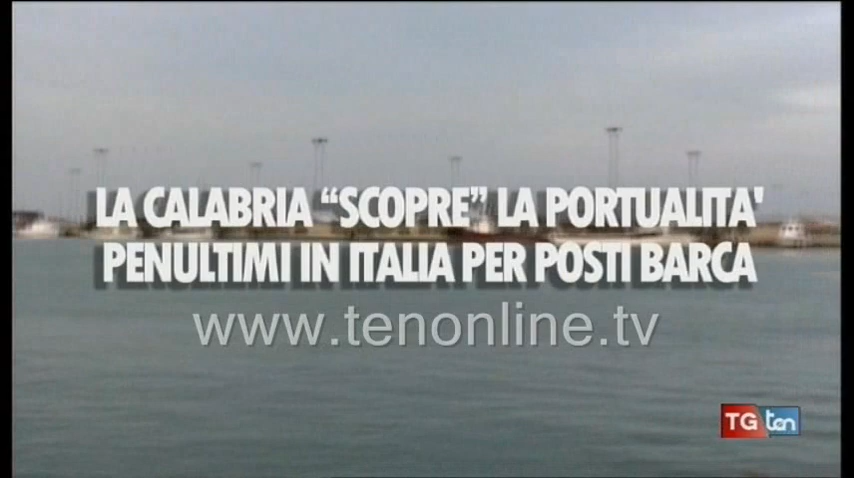 LA CALABRIA “SCOPRE” LA PORTUALITA'
PENULTIMI IN ITALIA PER POSTI BARCA
www.tenonline.tv
TG ten